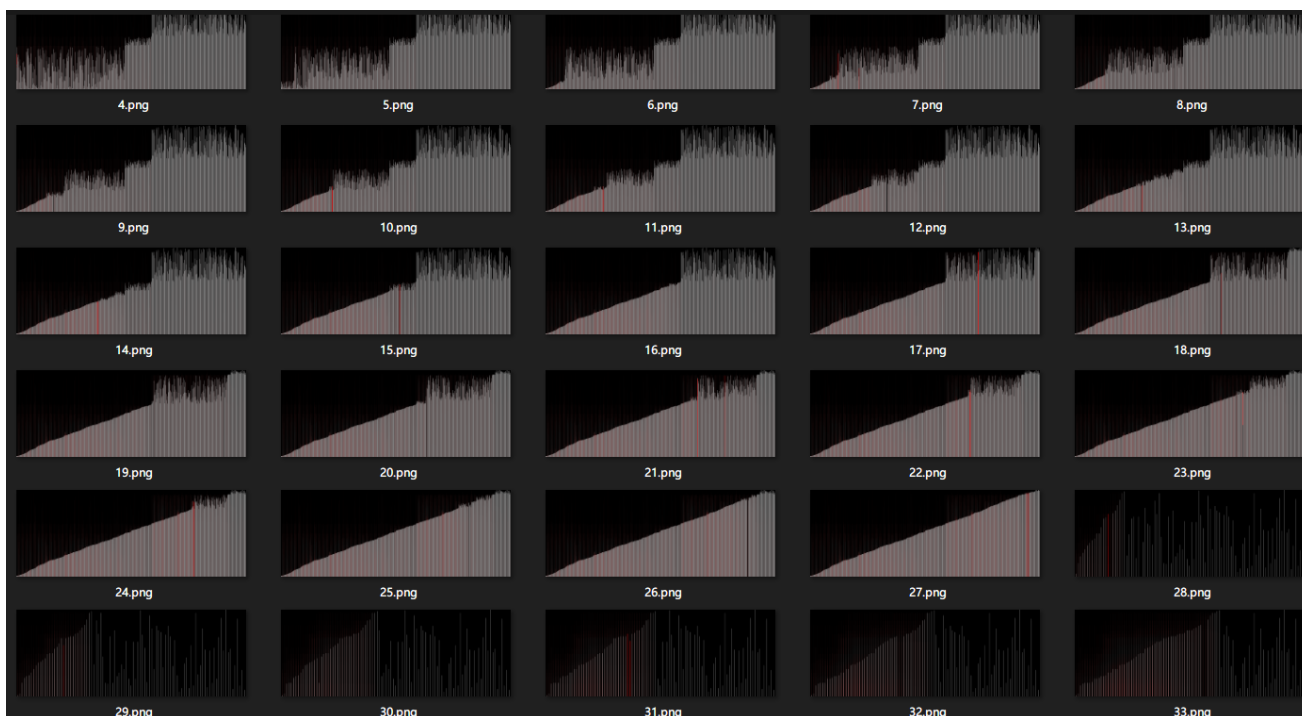 4.png 5.png 6.png 7.png 8.png
9.png 10.png 11.png 12.png 13.png
14.png 15.png 16.png 17.png 18.png
19.png 20.png 21.png 22.png 23.png
24.png 25.png 26.png 27.png 28.png
29.png 30.png 31.png 32.png 33.png